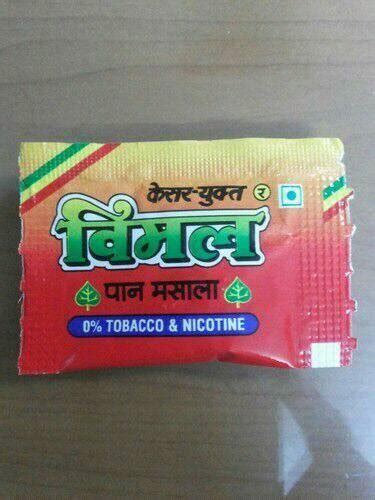 केसर-युक्त र
विमल
पान मसाला
0% TOBACCO & NICOTINE